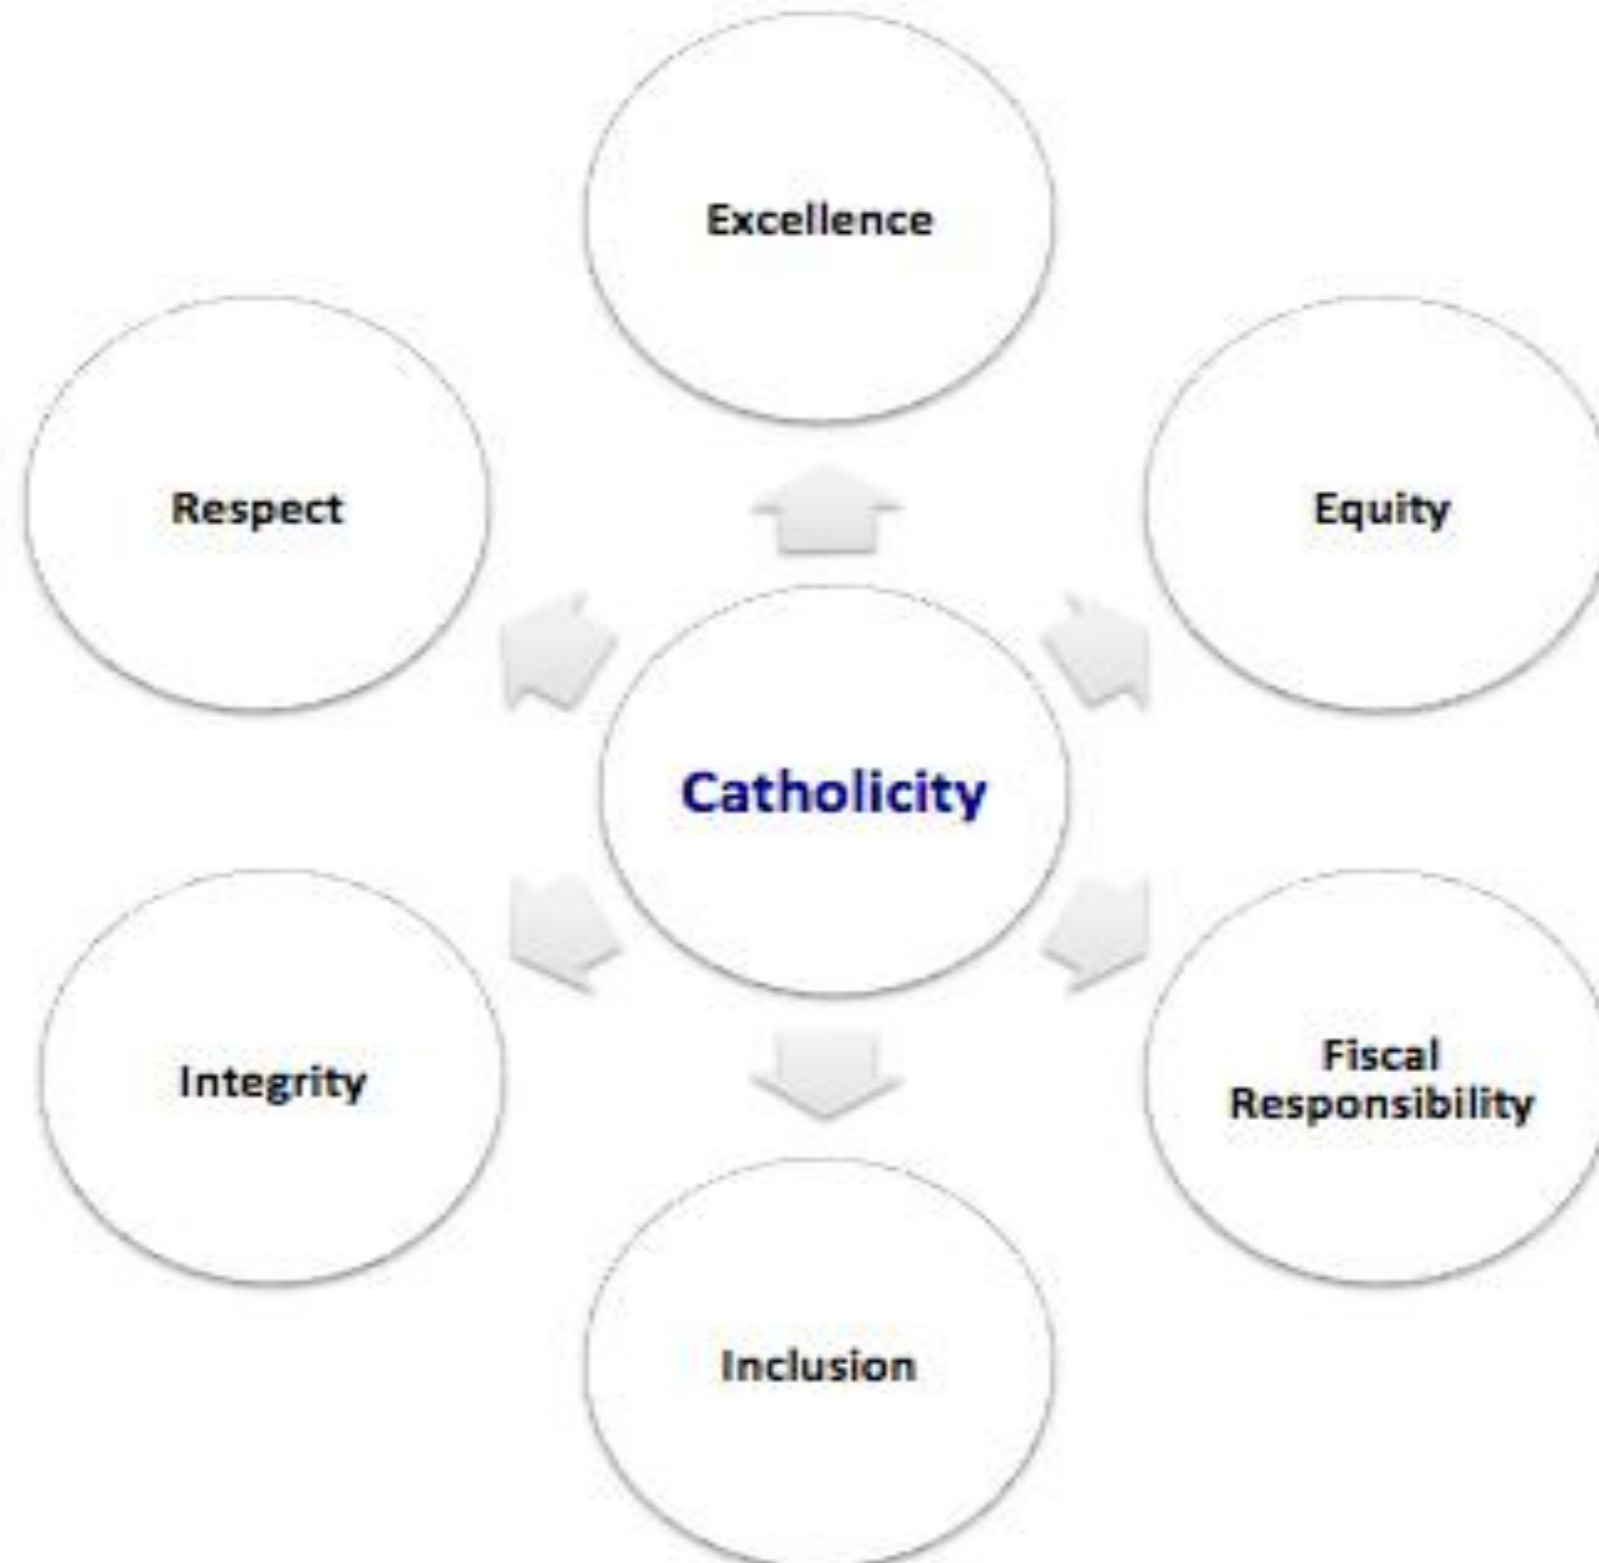 Excellence
Respect
Equity
Catholicity
Integrity
Fiscal
Responsibility
Inclusion